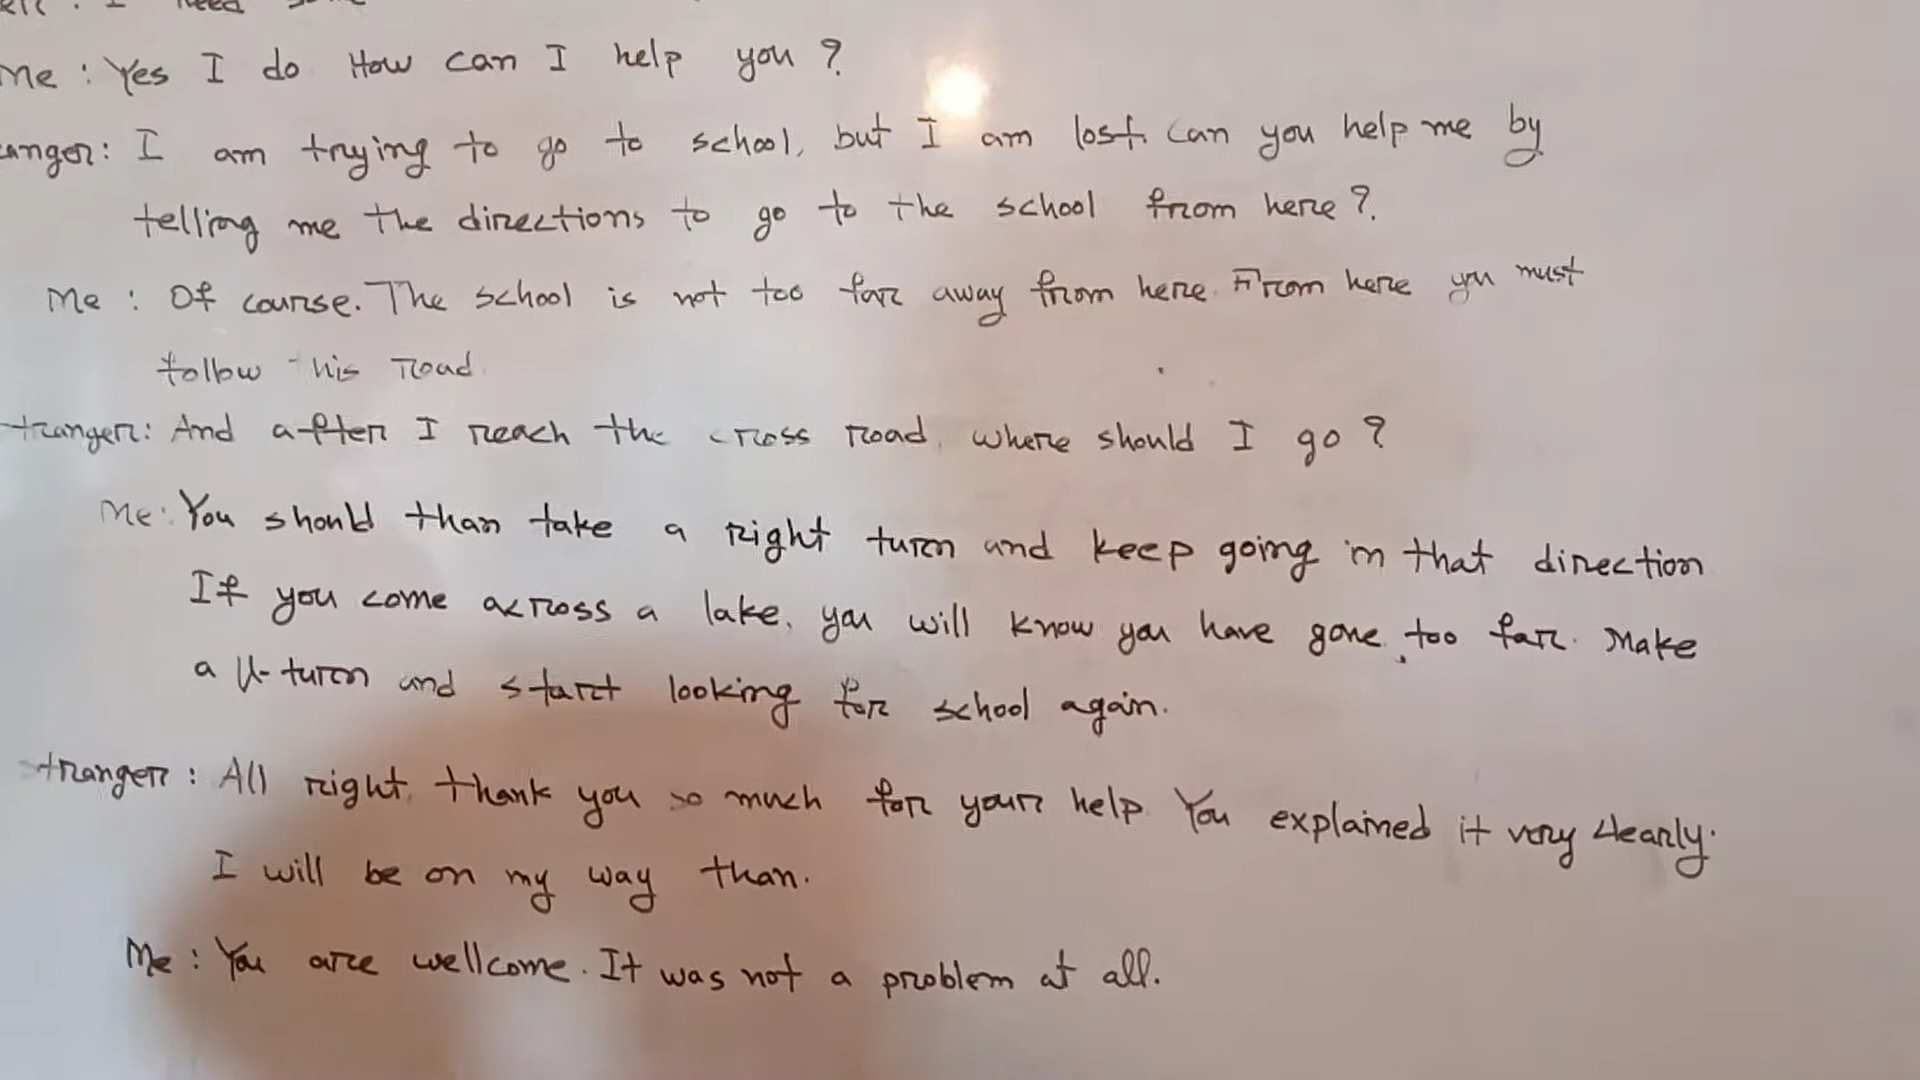 I need
Me : Yes I do How can I help you ?
anger: I am trying to go to school, but I am lost. Can you help me by
telling me the directions to go to the school from here ?
Me : Of course. The school is not too far away from here. From here you must
follow this road.
tranger: And after I reach the cross road, where should I go ?
Me: You should than take a right turn and keep going in that direction
If you come across a lake, you will know you have gone too far. Make
a U-turn and start looking for school again.
tranger : All right, thank you so much for your help. You explained it very clearly.
I will be on my way than.
Me : You are wellcome. It was not a problem at all.